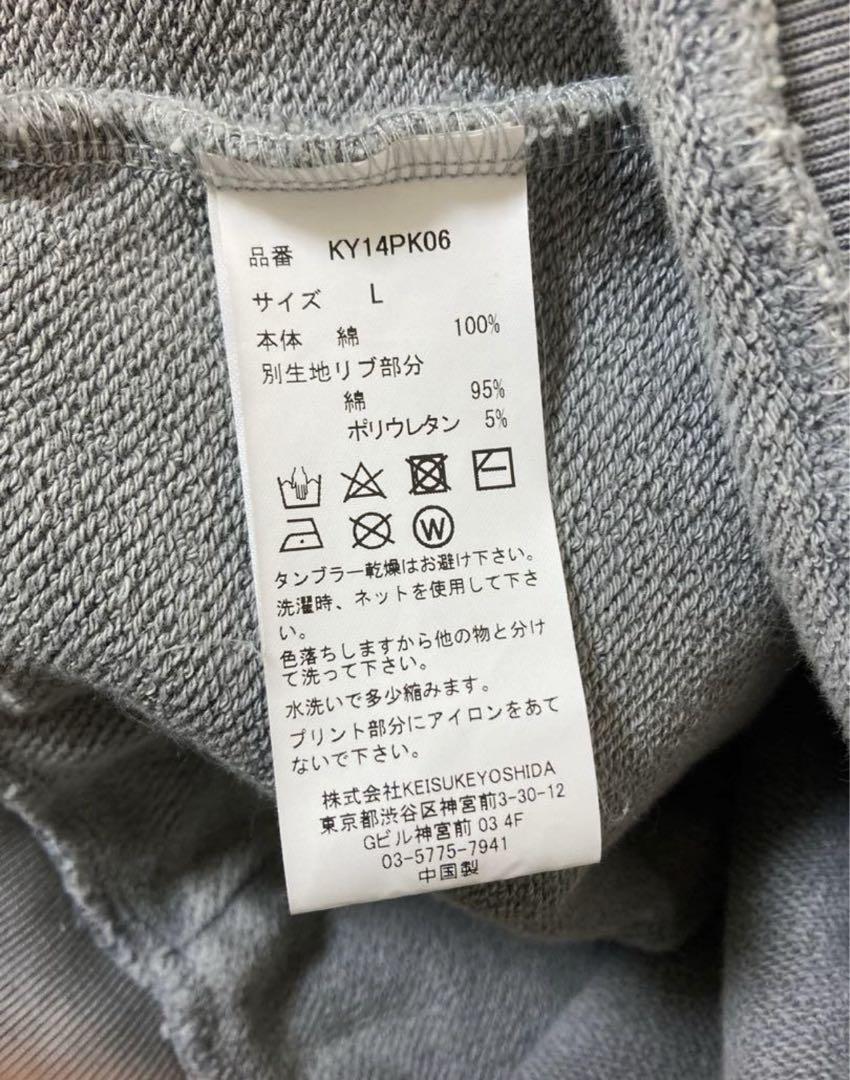 品番 KY14PK06
サイズ L
本体 綿 100%
別生地リブ部分
綿 95%
ポリウレタン 5%
W
タンブラー乾燥はお避け下さい。
洗濯時、ネットを使用して下さ
い。
色落ちしますから他の物と分け
て洗って下さい。
水洗いで多少縮みます。
プリント部分にアイロンをあて
ないで下さい。
株式会社KEISUKEYOSHIDA
東京都渋谷区神宮前3-30-12
Gビル神宮前 03 4F
03-5775-7941
中国製